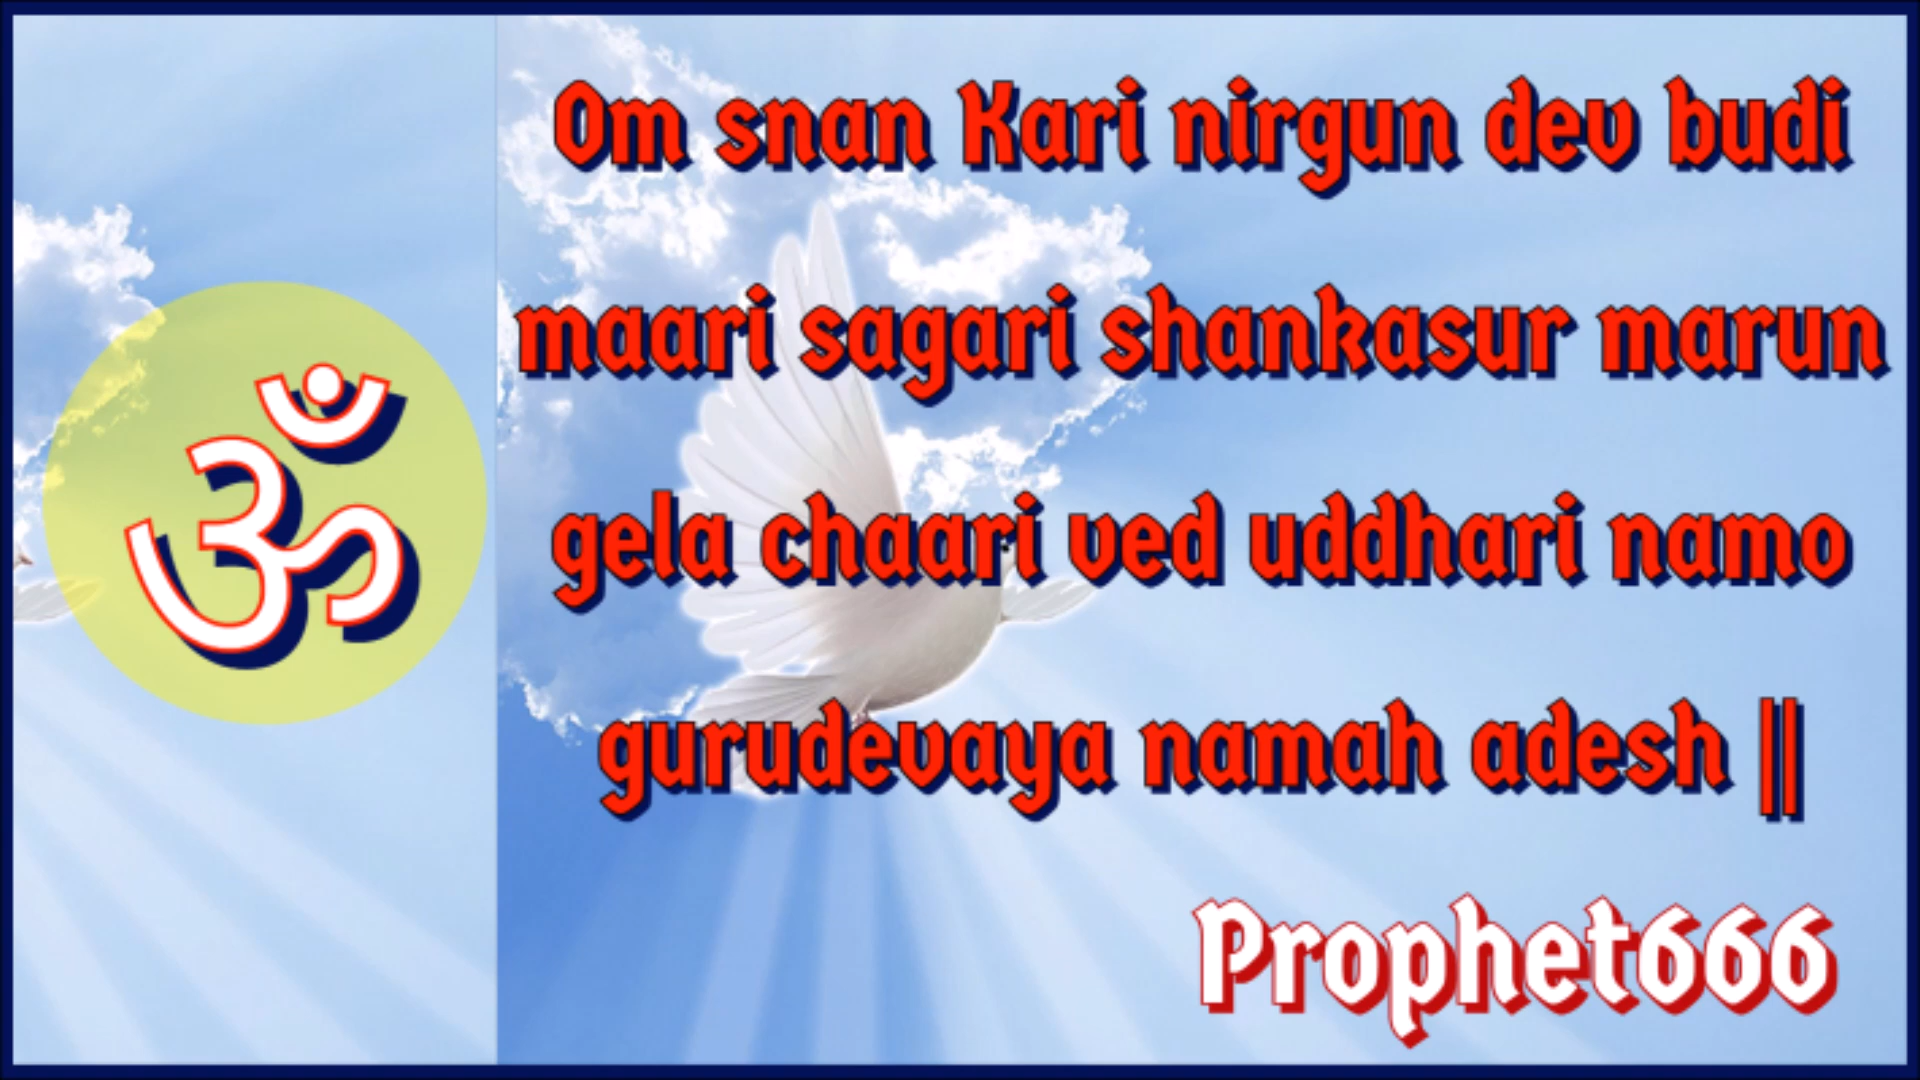 ॐ
Om snan Kari nirgun dev budi
maari sagari shankasur marun
gela chaari ved uddhari namo
gurudevaya namah adesh ||
Prophet666